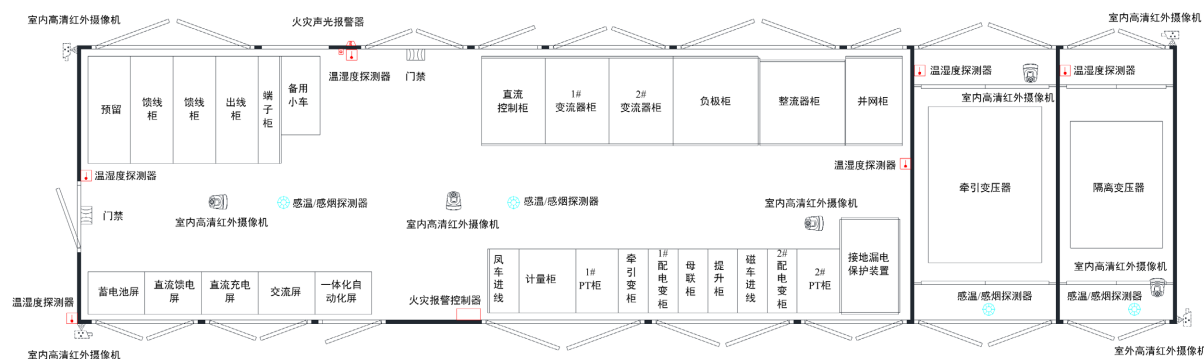 室内高清红外摄像机
火灾声光报警器
室内高清红外摄像机
温湿度探测器
门禁
温湿度探测器
室内高清红外摄像机
温湿度探测器
预留
馈线
柜
馈线
柜
出线
柜
端
子
柜
备用
小车
直流
控制柜
1#
变流器柜
2#
变流器柜
负极柜
整流器柜
并网柜
温湿度探测器
温湿度探测器
门禁
室内高清红外摄像机
感温/感烟探测器
室内高清红外摄像机
感温/感烟探测器
室内高清红外摄像机
牵引变压器
隔离变压器
蓄电池屏
直流馈电
屏
直流充电
屏
交流屏
一体化自
动化屏
火灾报警控制器
风
车
进
线
计量柜
1#
PT柜
牵
引
变
柜
1#
配
电
变
柜
母
联
柜
提
升
柜
磁
车
进
线
2#
配
电
变
柜
2#
PT柜
接地漏电
保护装置
室内高清红外摄像机
感温/感烟探测器
感温/感烟探测器
温湿度探测器
室内高清红外摄像机
室外高清红外摄像机